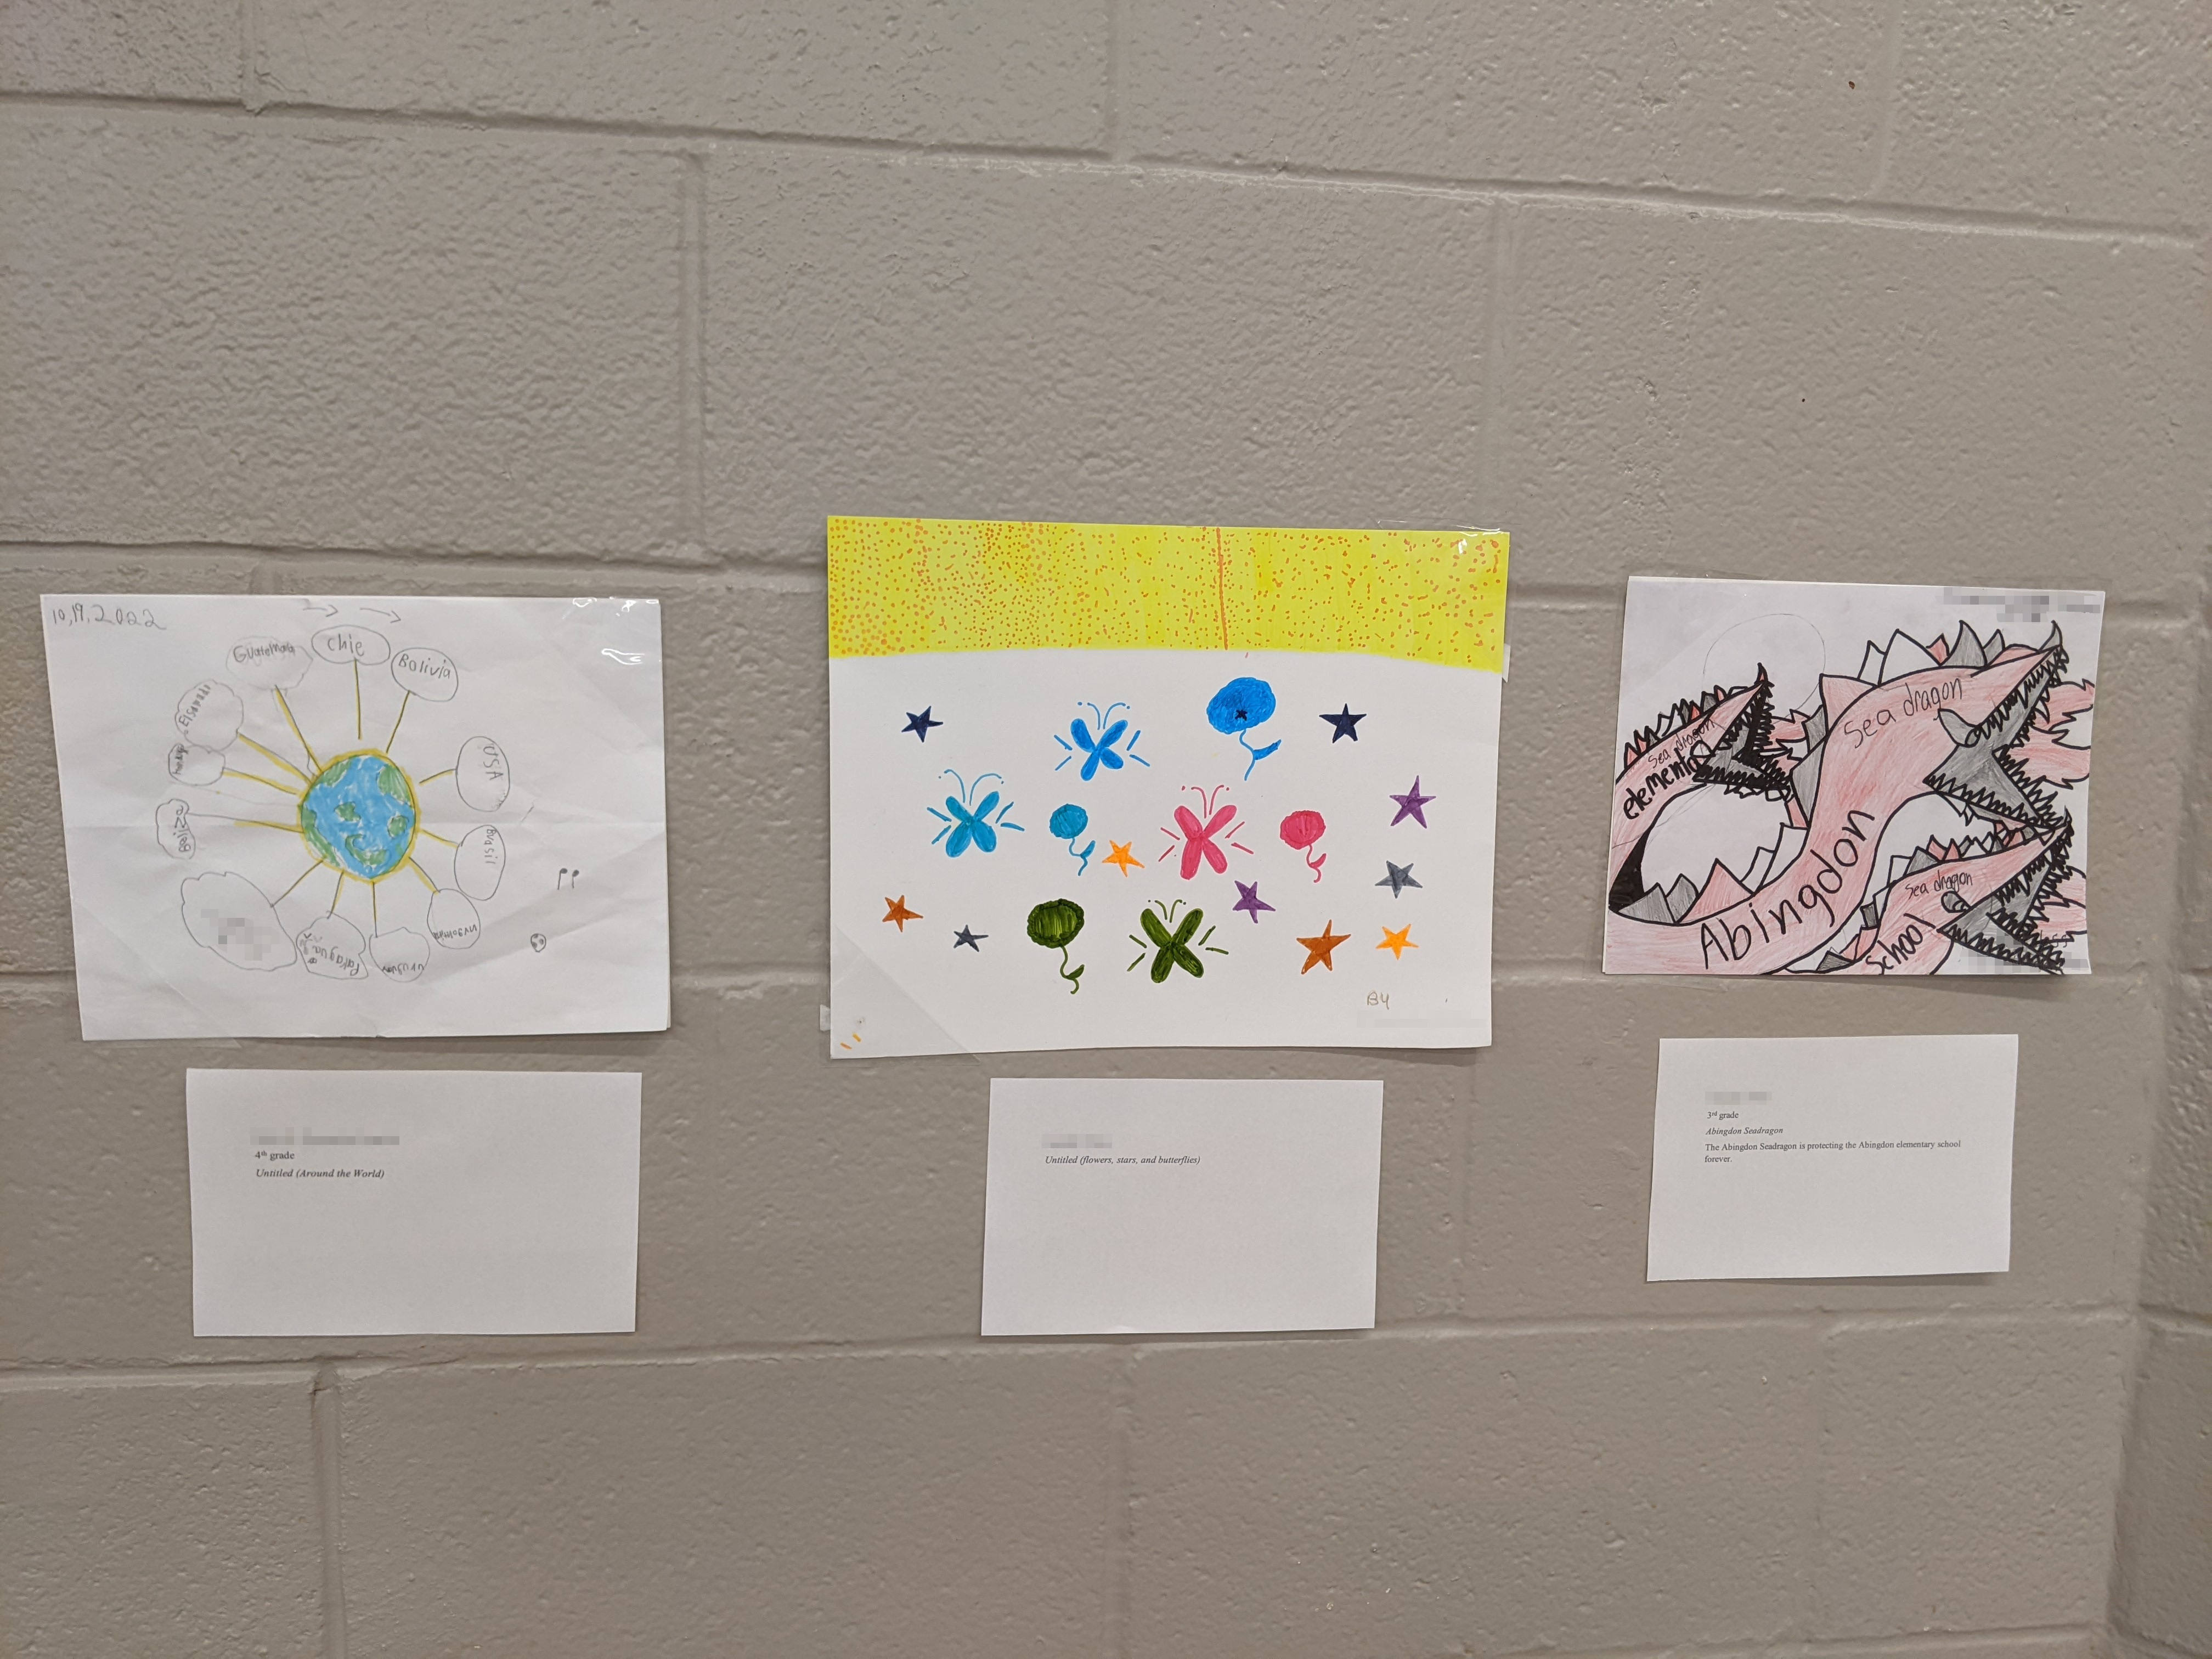 10,19,2022
Guatemala
Chie
Bolivia
USA
Brasil
Paragua
Belize
4th grade
Untitled (Around the World)
BY
Untitled (flowers, stars, and butterflies)
Sea dragon
Sea dragon
Abingdon
Sea dragon
School
3rd grade
Abingdon Seadragon
The Abingdon Seadragon is protecting the Abingdon elementary school
forever.